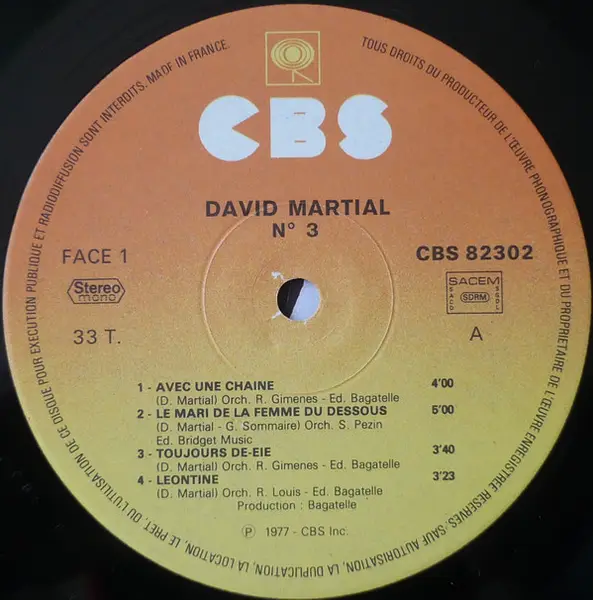 TOUS DROITS DU PRODUCTEUR DE L'ŒUVRE PHONOGRAPHIQUE ET DU PROPRIETAIRE DE L'ŒUVRE ENREGISTREE RESERVES. SAUF AUTORISATION, LA DUPLICATION, LA LOCATION, LE PRET, OU L'UTILISATION DE CE DISQUE POUR EXECUTION PUBLIQUE ET RADIODIFFUSION SONT INTERDITS. MADE IN FRANCE.
CBS
DAVID MARTIAL
N° 3
FACE 1
CBS 82302
Stereo
mono
SACEM
SACD
SDRM
SGDL
33 T.
A
1 - AVEC UNE CHAINE 4'00
(D. Martial) Orch. R. Gimenes - Ed. Bagatelle
2 - LE MARI DE LA FEMME DU DESSOUS 5'00
(D. Martial - G. Sommaire) Orch. S. Pezin
Ed. Bridget Music
3 - TOUJOURS DE-EIE 3'40
(D. Martial) Orch. R. Gimenes - Ed. Bagatelle
4 - LEONTINE 3'23
(D. Martial) Orch. R. Louis - Ed. Bagatelle
Production : Bagatelle
℗ 1977 - CBS Inc.